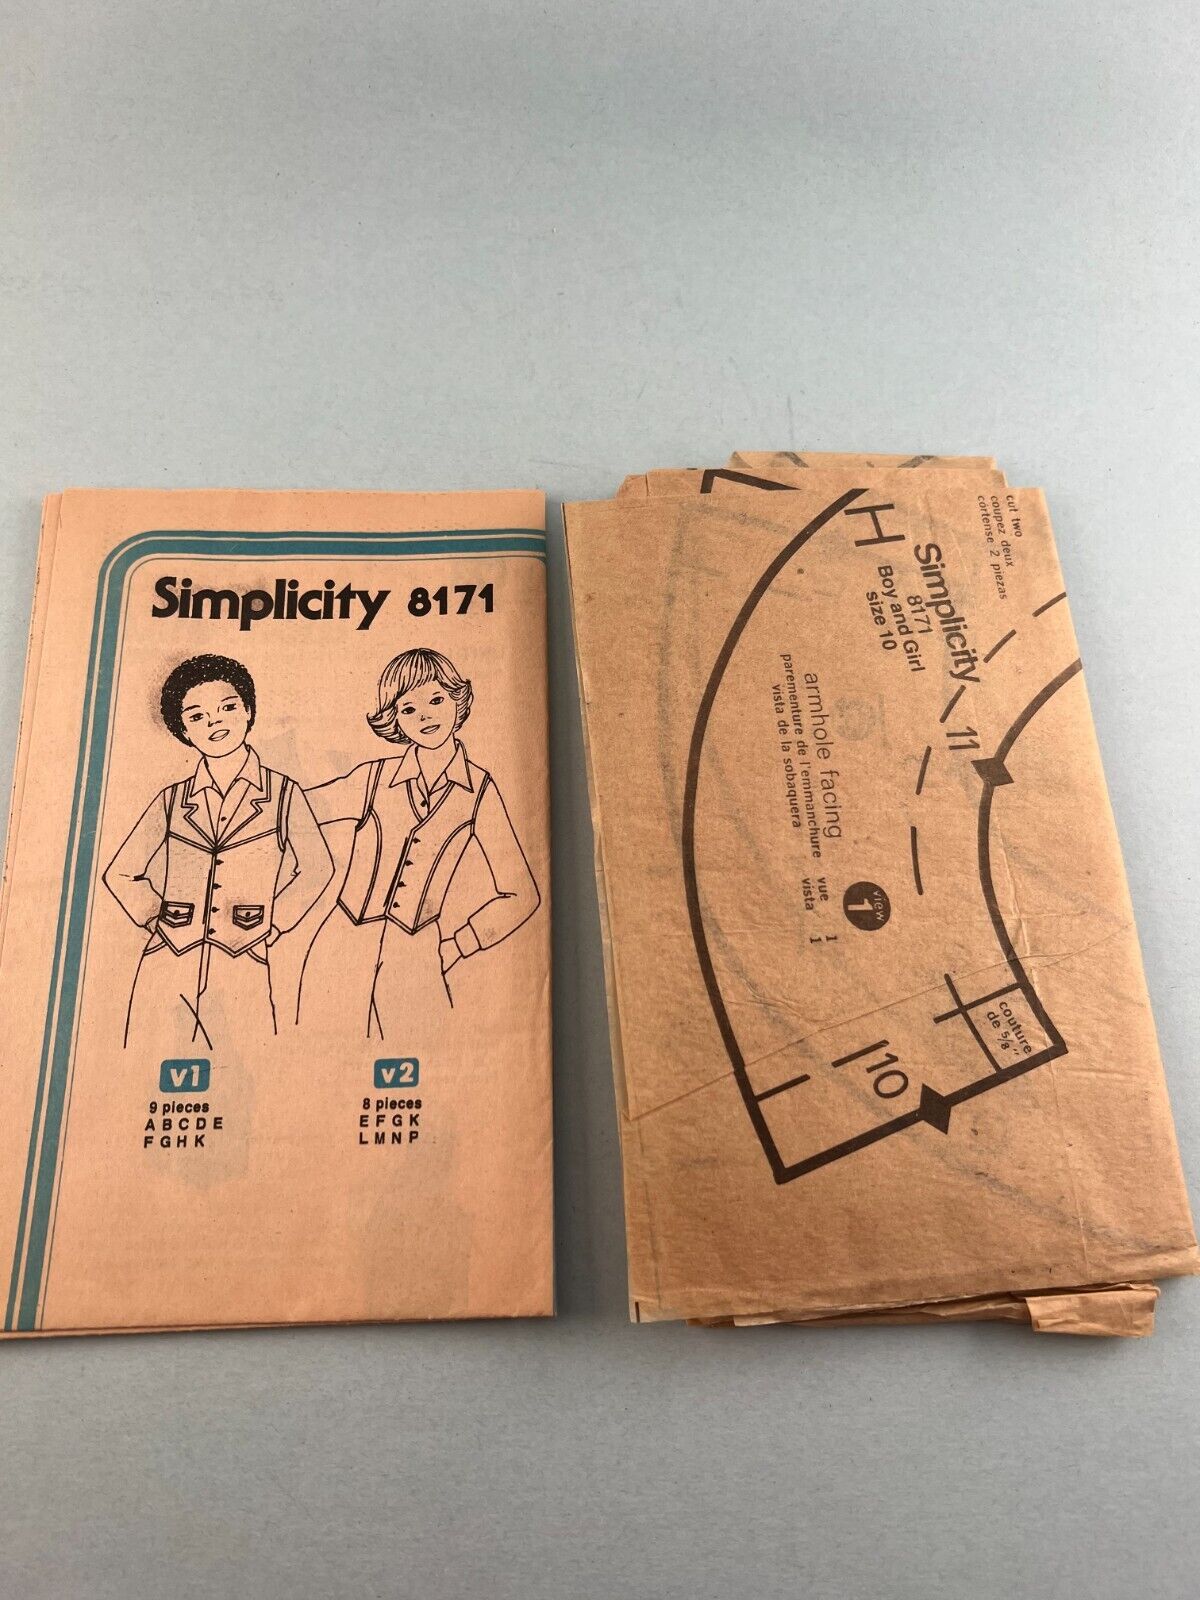 Simplicity 8171
v1
9 pieces
A B C D E
F G H K
v2
8 pieces
E F G K
L M N P
cut two
coupez deux
cortense 2 piezas
H
Simplicity
8171
Boy and Girl
size 10
11
armhole facing
parementure de l'emmanchure vue 1
vista de la sobaquera vista 1
view
1
10
couture
de 5/8"